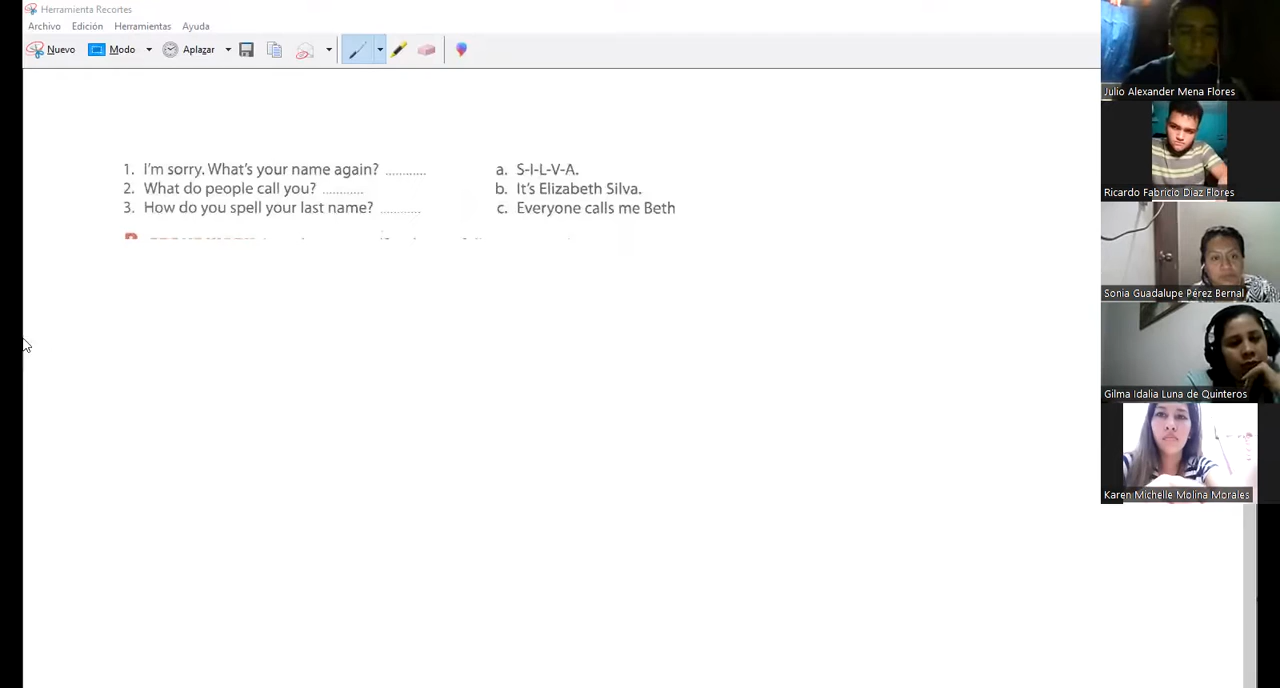 Herramienta Recortes
Archivo Edición Herramientas Ayuda
Nuevo Modo Aplagar
1. I'm sorry. What's your name again? ............ a. S-I-L-V-A.
2. What do people call you? ............ b. It's Elizabeth Silva.
3. How do you spell your last name? ............ c. Everyone calls me Beth
Julio Alexander Mena Flores
Ricardo Fabricio Diaz Flores
Sonia Guadalupe Pérez Bernal
Gilma Idalia Luna de Quinteros
Karen Michelle Molina Morales